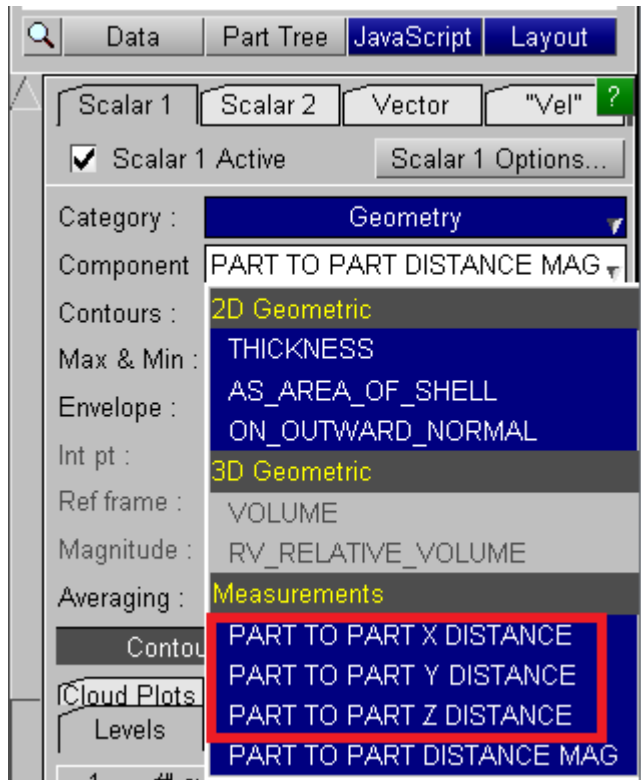 Data Part Tree JavaScript Layout
Scalar 1 Scalar 2 Vector "Vel" ?
Scalar 1 Active Scalar 1 Options...
Category : Geometry
Component PART TO PART DISTANCE MAG
Contours : 2D Geometric
THICKNESS
Max & Min :
AS_AREA_OF_SHELL
Envelope :
ON_OUTWARD_NORMAL
Int pt :
3D Geometric
Ref frame :
VOLUME
Magnitude : RV_RELATIVE_VOLUME
Averaging : Measurements
Contou PART TO PART X DISTANCE
Cloud Plots PART TO PART Y DISTANCE
Levels PART TO PART Z DISTANCE
PART TO PART DISTANCE MAG